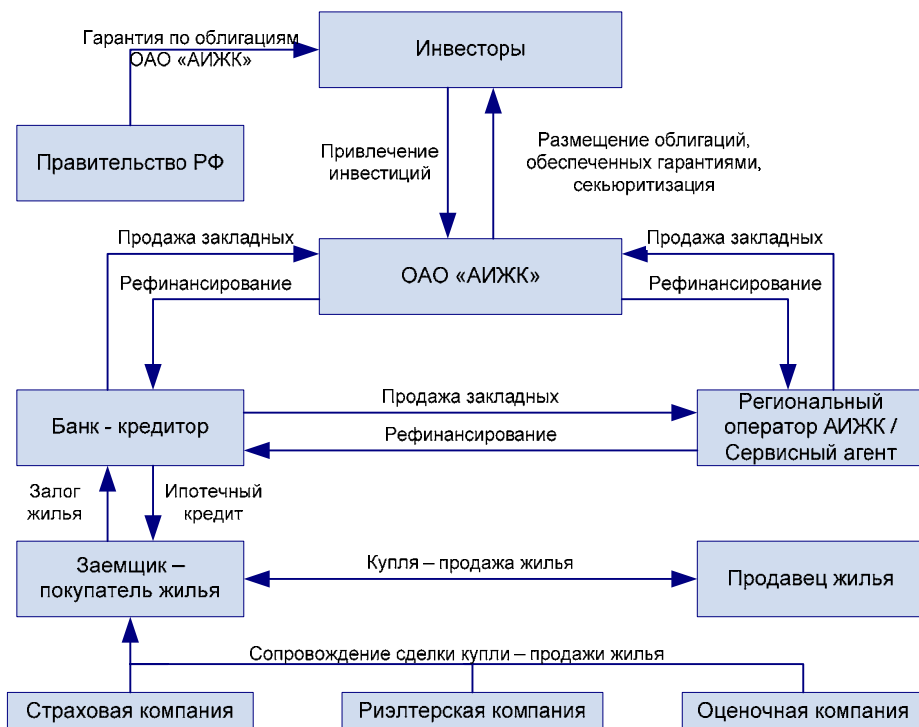 Гарантия по облигациям
ОАО «АИЖК»
Инвесторы
Правительство РФ
Привлечение
инвестиций
Размещение облигаций,
обеспеченных гарантиями,
секьюритизация
Продажа закладных
Продажа закладных
ОАО «АИЖК»
Рефинансирование
Рефинансирование
Банк - кредитор
Продажа закладных
Рефинансирование
Региональный
оператор АИЖК /
Сервисный агент
Залог
жилья
Ипотечный
кредит
Заемщик –
покупатель жилья
Купля – продажа жилья
Продавец жилья
Сопровождение сделки купли – продажи жилья
Страховая компания
Риэлтерская компания
Оценочная компания